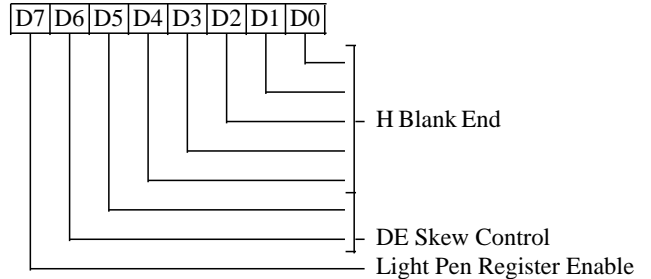 D7 D6 D5 D4 D3 D2 D1 D0
H Blank End
DE Skew Control
Light Pen Register Enable